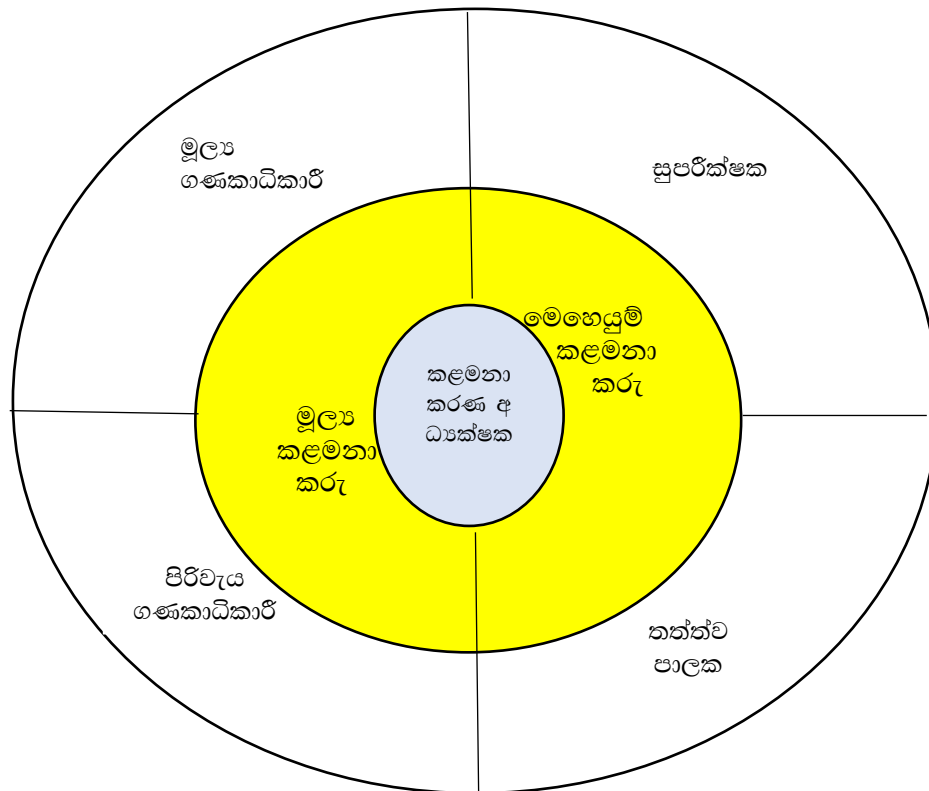 මූල්‍ය
ගණකාධිකාරී
සුපරීක්ෂක
මෙහෙයුම්
කළමනා
කරු
කළමනා
කරණ අ
ධ්‍යක්ෂක
මූල්‍ය
කළමනා
කරු
පිරිවැය
ගණකාධිකාරී
තත්ත්ව
පාලක